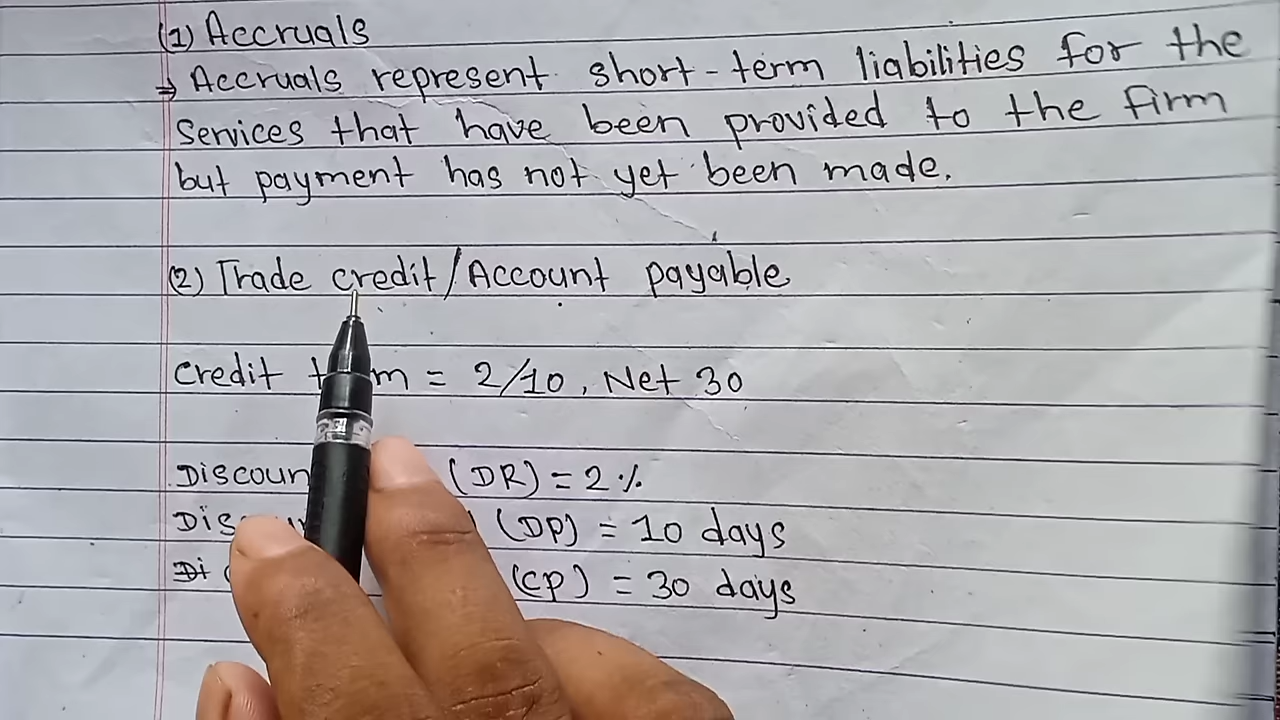 (1) Accruals
⇒ Accruals represent short-term liabilities for the
services that have been provided to the firm
but payment has not yet been made.
(2) Trade credit/Account payable
Credit = 2/10, Net 30
(DR) = 2%
(DP) = 10 days
(CP) = 30 days